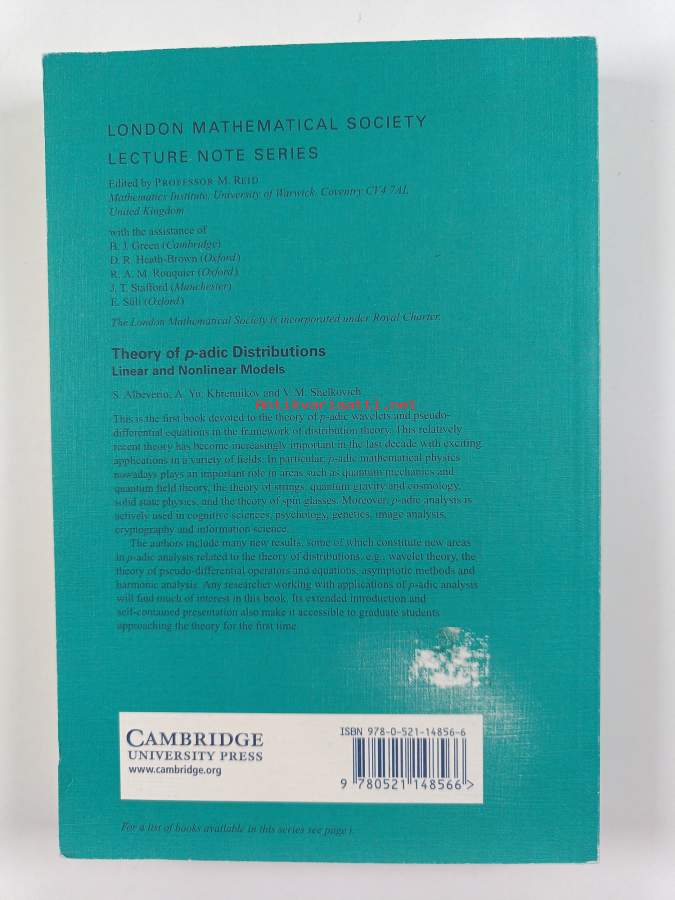 LONDON MATHEMATICAL SOCIETY
LECTURE NOTE SERIES
Edited by PROFESSOR M. REID
Mathematics Institute, University of Warwick, Coventry CV4 7AL
United Kingdom
with the assistance of
B. J. Green (Cambridge)
D. R. Heath-Brown (Oxford)
R. A. M. Rouquier (Oxford)
J. T. Stafford (Manchester)
E. Süli (Oxford)
The London Mathematical Society is incorporated under Royal Charter.
Theory of p-adic Distributions
Linear and Nonlinear Models
S. Albeverio, A. Yu. Khrennikov and V. M. Shelkovich
Antikvariaatti.net
This is the first book devoted to the theory of p-adic wavelets and pseudo-
differential equations in the framework of distribution theory. This relatively
recent theory has become increasingly important in the last decade with exciting
applications in a variety of fields. In particular, p-adic mathematical physics
nowadays plays an important role in areas such as quantum mechanics and
quantum field theory, the theory of strings, quantum gravity and cosmology,
solid state physics, and the theory of spin glasses. Moreover, p-adic analysis is
actively used in cognitive sciences, psychology, genetics, image analysis,
cryptography and information science.
The authors include many new results, some of which constitute new areas
in p-adic analysis related to the theory of distributions, e.g., wavelet theory, the
theory of pseudo-differential operators and equations, asymptotic methods and
harmonic analysis. Any researcher working with applications of p-adic analysis
will find much of interest in this book. Its extended introduction and
self-contained presentation also make it accessible to graduate students
approaching the theory for the first time.
CAMBRIDGE
UNIVERSITY PRESS
www.cambridge.org
ISBN 978-0-521-14856-6
9 780521 148566 >
For a list of books available in this series see page i.